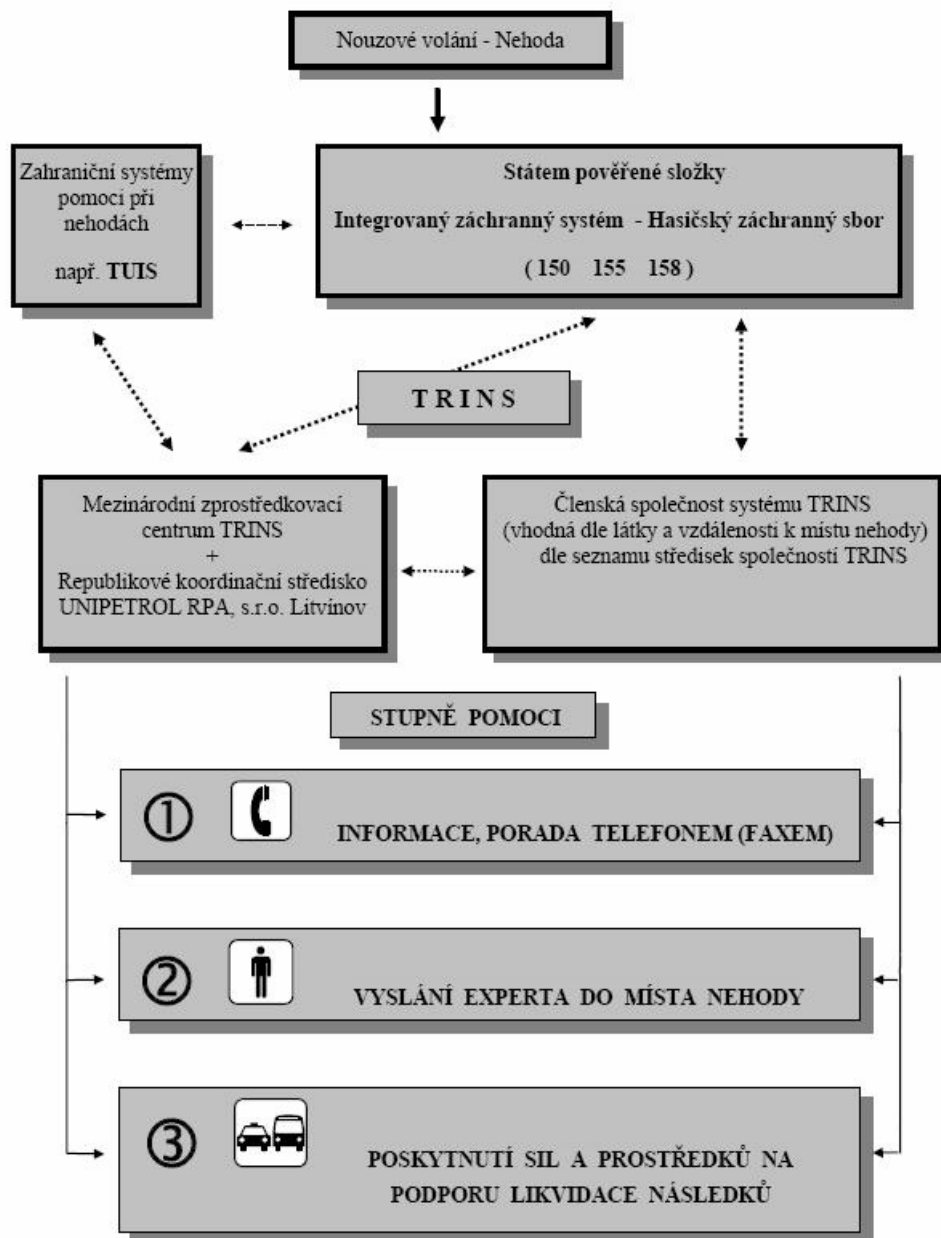 Nouzové volání - Nehoda
Zahraniční systémy
pomoci při
nehodách
např. TUIS
Státem pověřené složky
Integrovaný záchranný systém - Hasičský záchranný sbor
( 150 155 158 )
T R I N S
Mezinárodní zprostředkovací
centrum TRINS
+
Republikové koordinační středisko
UNIPETROL RPA, s.r.o. Litvínov
Členská společnost systému TRINS
(vhodná dle látky a vzdálenosti k místu nehody)
dle seznamu středisek společností TRINS
STUPNĚ POMOCI
①
INFORMACE, PORADA TELEFONEM (FAXEM)
②
VYSLÁNÍ EXPERTA DO MÍSTA NEHODY
③
POSKYTNUTÍ SIL A PROSTŘEDKŮ NA
PODPORU LIKVIDACE NÁSLEDKŮ